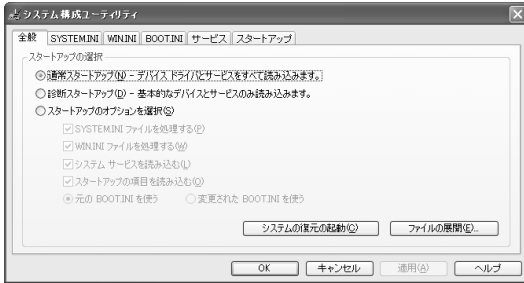 システム構成ユーティリティ
全般 SYSTEM.INI WIN.INI BOOT.INI サービス スタートアップ
スタートアップの選択
通常スタートアップ(N) - デバイス ドライバとサービスをすべて読み込みます。
診断スタートアップ(D) - 基本的なデバイスとサービスのみ読み込みます。
スタートアップのオプションを選択(S)
SYSTEM.INI ファイルを処理する(P)
WIN.INI ファイルを処理する(W)
システム サービスを読み込む(L)
スタートアップの項目を読み込む(O)
元の BOOT.INI を使う 変更された BOOT.INI を使う
システムの復元の起動(C) ファイルの展開(E)...
OK キャンセル 適用(A) ヘルプ